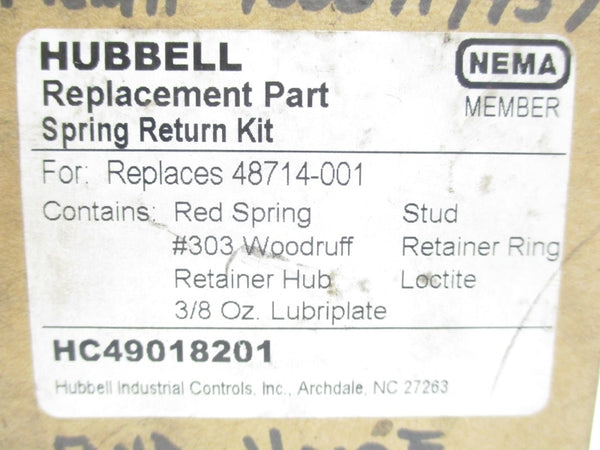 HUBBELL
NEMA
Replacement Part
MEMBER
Spring Return Kit
For: Replaces 48714-001
Contains: Red Spring Stud
#303 Woodruff Retainer Ring
Retainer Hub Loctite
3/8 Oz. Lubriplate
HC49018201
Hubbell Industrial Controls, Inc., Archdale, NC 27263